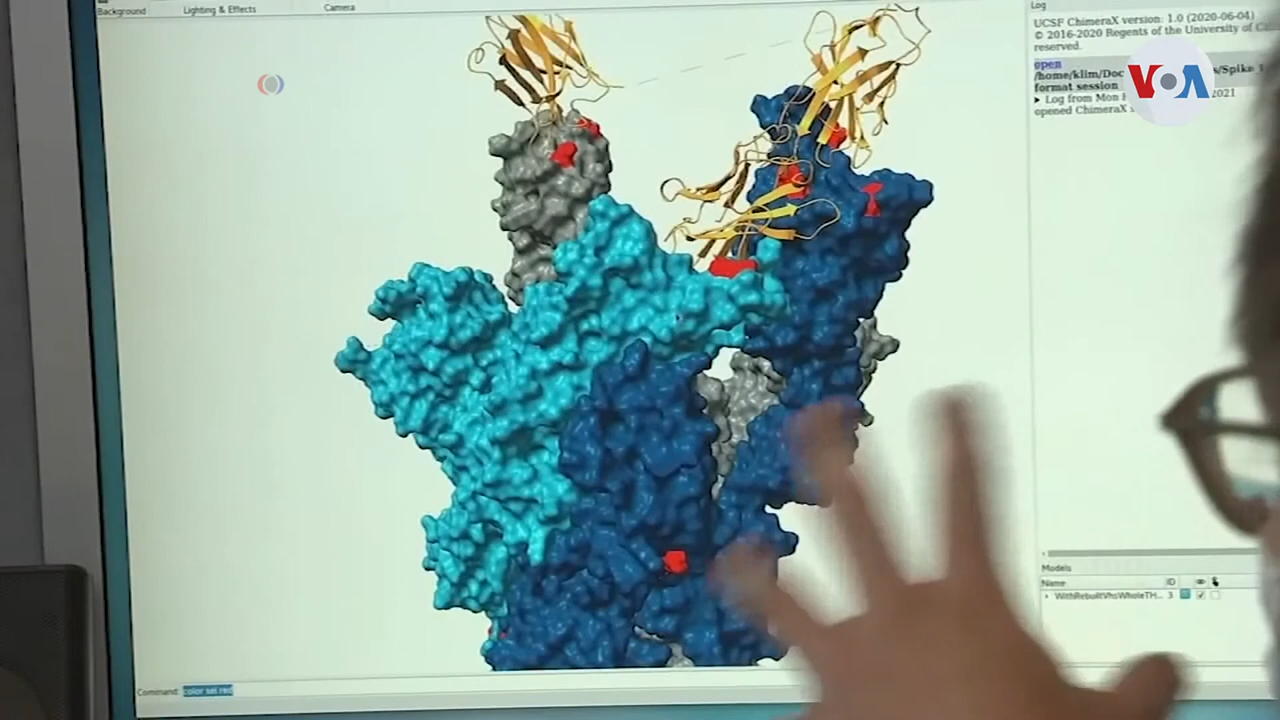 Background
Lighting & Effects
Camera
Log
UCSF ChimeraX version: 1.0 (2020-06-04)
© 2016-2020 Regents of the University of
reserved.
open
/home/klim/Doc
s/Spike
format session
Log from Mon
2021
opened ChimeraX
VOA
Models
Name
ID
WithRebuiltVhsWholeTH...
3
Command:
color sel red